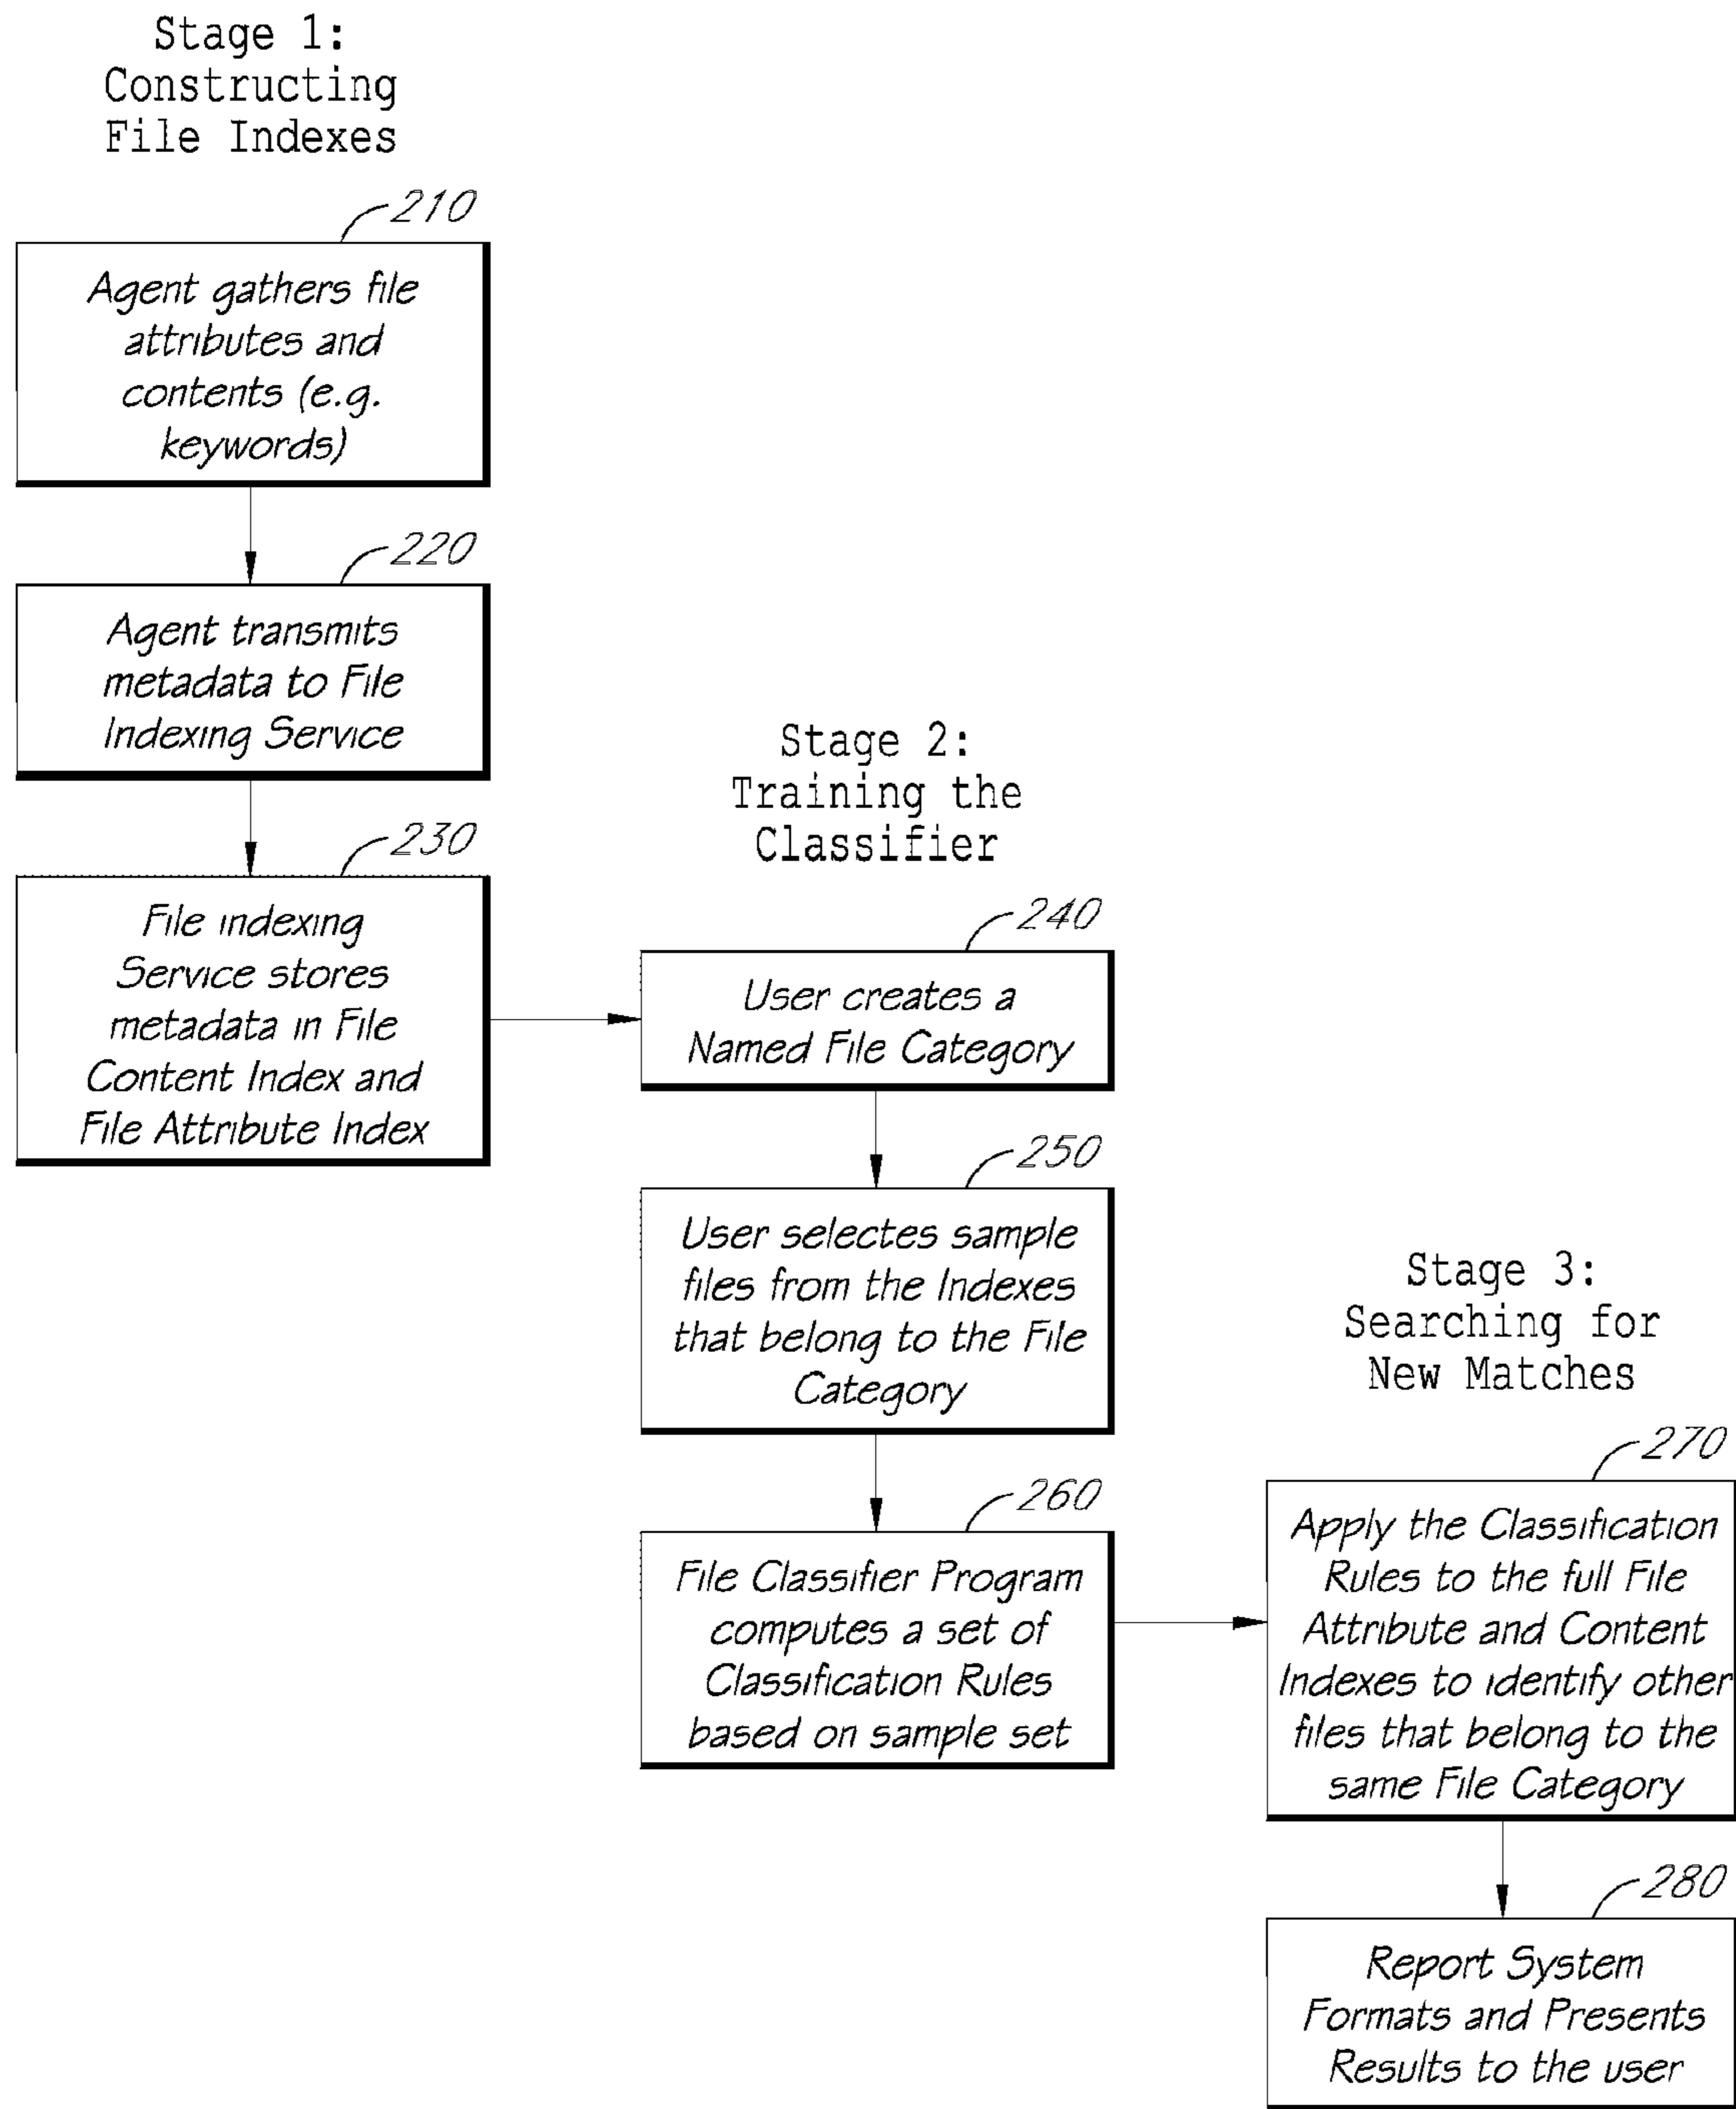 Stage 1:
Constructing
File Indexes
210
Agent gathers file
attributes and
contents (e.g.
keywords)
220
Agent transmits
metadata to File
Indexing Service
230
File indexing
Service stores
metadata in File
Content Index and
File Attribute Index
Stage 2:
Training the
Classifier
240
User creates a
Named File Category
250
User selectes sample
files from the Indexes
that belong to the File
Category
260
File Classifier Program
computes a set of
Classification Rules
based on sample set
Stage 3:
Searching for
New Matches
270
Apply the Classification
Rules to the full File
Attribute and Content
Indexes to identify other
files that belong to the
same File Category
280
Report System
Formats and Presents
Results to the user